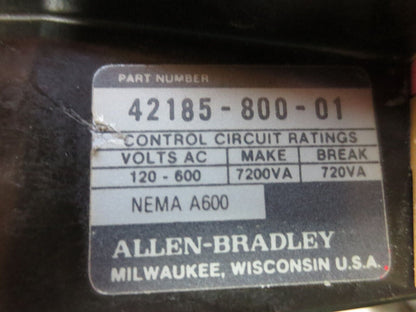 PART NUMBER
42185-800-01
CONTROL CIRCUIT RATINGS
VOLTS AC MAKE BREAK
120 - 600 7200VA 720VA
NEMA A600
ALLEN-BRADLEY
MILWAUKEE, WISCONSIN U.S.A.